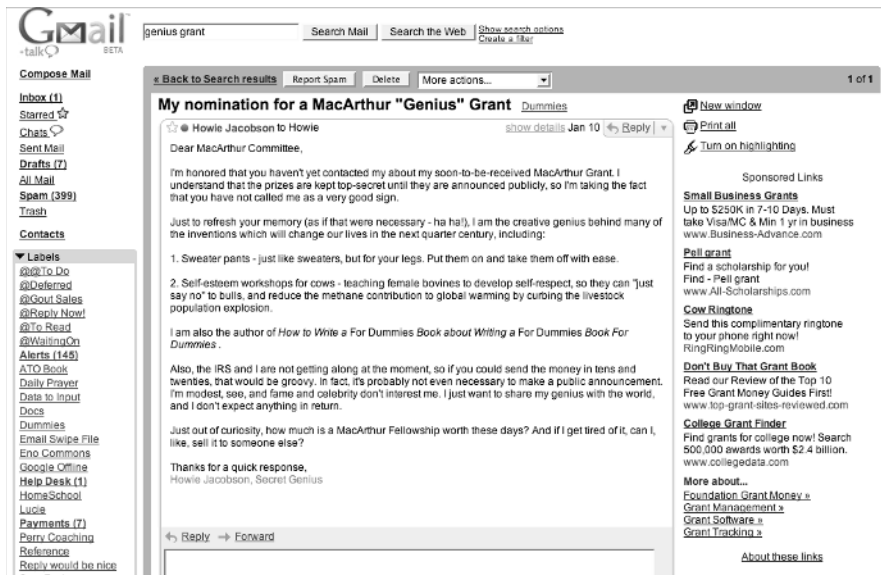 Gmail
talk BETA
genius grant
Search Mail
Search the Web
Show search options
Create a filter
Compose Mail
Inbox (1)
Starred
Chats
Sent Mail
Drafts (7)
All Mail
Spam (399)
Trash
Contacts
Labels
@@To Do
@Deferred
@Gout Sales
@Reply Now!
@To Read
@WaitingOn
Alerts (145)
ATO Book
Daily Prayer
Data to Input
Docs
Dummies
Email Swipe File
Eno Commons
Google Offline
Help Desk (1)
HomeSchool
Lucie
Payments (7)
Perry Coaching
Reference
Reply would be nice
« Back to Search results Report Spam Delete More actions... 1 of 1
My nomination for a MacArthur "Genius" Grant Dummies
Howie Jacobson to Howie show details Jan 10 Reply
Dear MacArthur Committee,
I'm honored that you haven't yet contacted my about my soon-to-be-received MacArthur Grant. I
understand that the prizes are kept top-secret until they are announced publicly, so I'm taking the fact
that you have not called me as a very good sign.
Just to refresh your memory (as if that were necessary - ha ha!), I am the creative genius behind many of
the inventions which will change our lives in the next quarter century, including:
1. Sweater pants - just like sweaters, but for your legs. Put them on and take them off with ease.
2. Self-esteem workshops for cows - teaching female bovines to develop self-respect, so they can "just
say no" to bulls, and reduce the methane contribution to global warming by curbing the livestock
population explosion.
I am also the author of How to Write a For Dummies Book about Writing a For Dummies Book For
Dummies .
Also, the IRS and I are not getting along at the moment, so if you could send the money in tens and
twenties, that would be groovy. In fact, it's probably not even necessary to make a public announcement.
I'm modest, see, and fame and celebrity don't interest me. I just want to share my genius with the world,
and I don't expect anything in return.
Just out of curiosity, how much is a MacArthur Fellowship worth these days? And if I get tired of it, can I,
like, sell it to someone else?
Thanks for a quick response,
Howie Jacobson, Secret Genius
Reply Forward
New window
Print all
Turn on highlighting
Sponsored Links
Small Business Grants
Up to $250K in 7-10 Days. Must
take Visa/MC & Min 1 yr in business
www.Business-Advance.com
Pell grant
Find a scholarship for you!
Find - Pell grant
www.All-Scholarships.com
Cow Ringtone
Send this complimentary ringtone
to your phone right now!
RingRingMobile.com
Don't Buy That Grant Book
Read our Review of the Top 10
Free Grant Money Guides First!
www.top-grant-sites-reviewed.com
College Grant Finder
Find grants for college now! Search
500,000 awards worth $2.4 billion.
www.collegedata.com
More about...
Foundation Grant Money »
Grant Management »
Grant Software »
Grant Tracking »
About these links